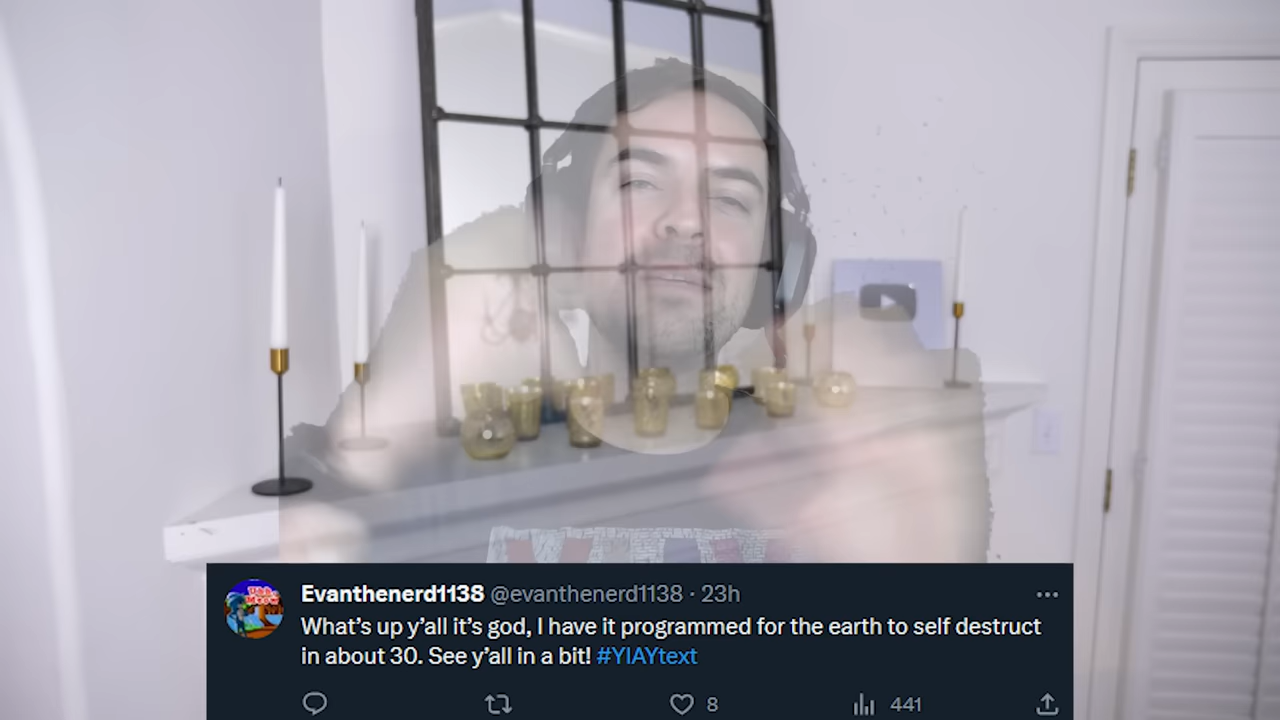 Evanthenerd1138 @evanthenerd1138 · 23h
What’s up y’all it’s god, I have it programmed for the earth to self destruct
in about 30. See y’all in a bit! #YIAYtext
8 441